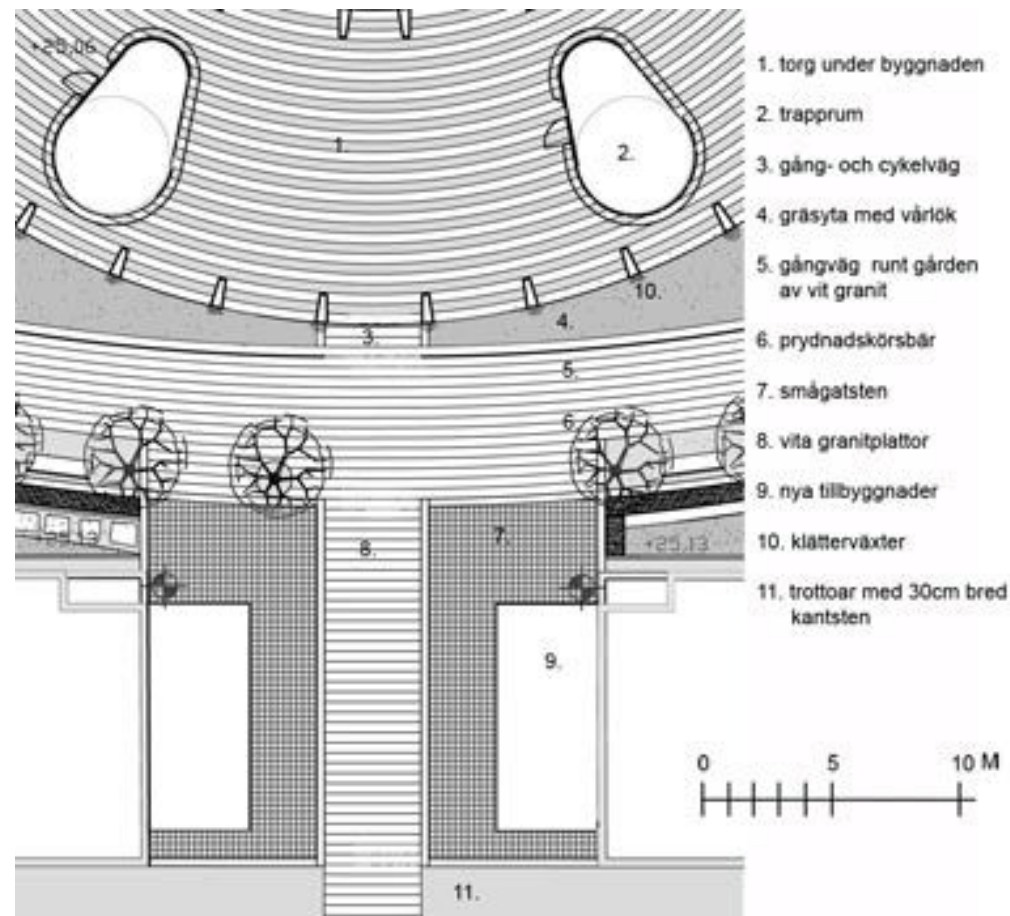 +25,06
1.
2.
10.
4.
3.
5.
6.
7.
8.
+25,13
9.
11.
1. torg under byggnaden
2. trapprum
3. gång- och cykelväg
4. gräsyta med vårlök
5. gångväg runt gården
av vit granit
6. prydnadskörsbär
7. smågatsten
8. vita granitplattor
9. nya tillbyggnader
10. klätterväxter
11. trottoar med 30cm bred
kantsten
0 5 10 M